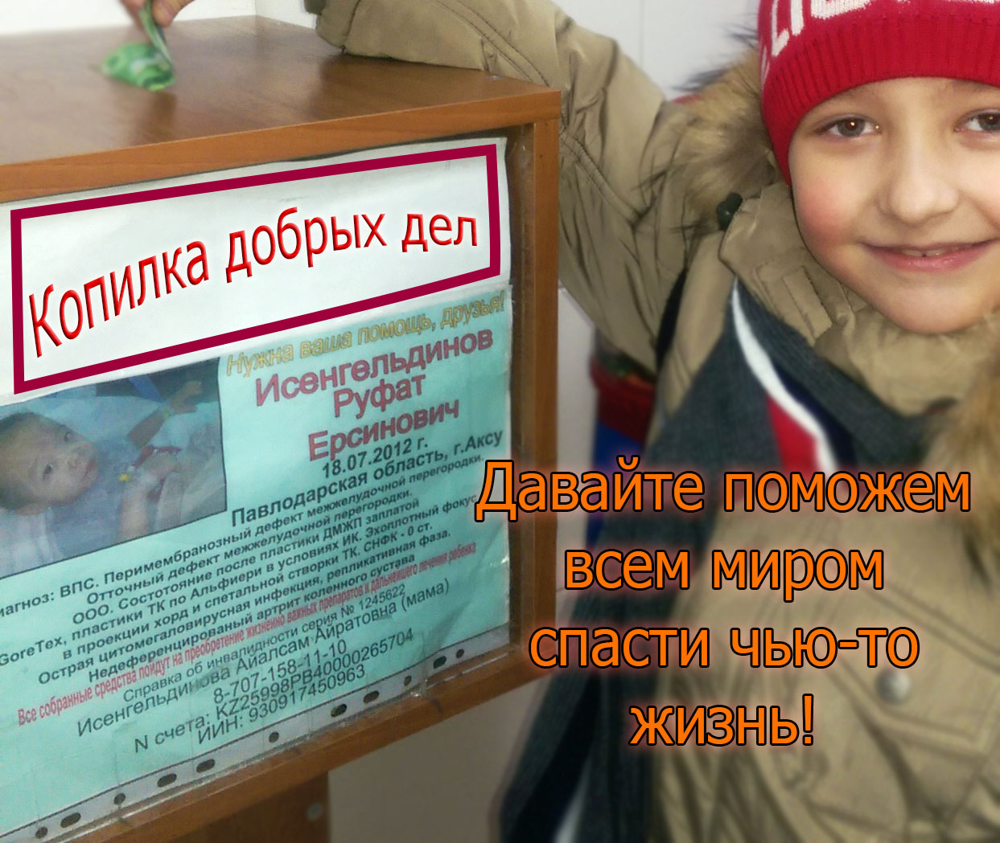 Копилка добрых дел
Нужна ваша помощь, друзья!
Исенгельдинов
Руфат
Ерсинович
18.07.2012 г.
Павлодарская область, г.Аксу
иагноз: ВПС. Перимембранозный дефект межжелудочной перегородки.
Отточный дефект межжелудочной перегородки.
ООО. Состотояние после пластики ДМЖП заплатой
GoreTex, пластики ТК по Альфиери в условиях ИК. Эхоплотный фокус
в проекции хорд и спетальной створки ТК. СНФК - 0 ст.
Острая цитомегаловирусная инфекция, репликативная фаза.
Недеференцированый артрит коленного сустава
Все собранные средства пойдут на преобретение жизненно важных препаратов и дальнейшего лечения ребенка
Справка об инвалидности серия № 1245622
Исенгельдинова Айалсам Айратовна (мама)
8-707-158-11-10
N счета: KZ25998PB40000265704
ИИН: 930917450963
Давайте поможем
всем миром
спасти чью-то
жизнь!